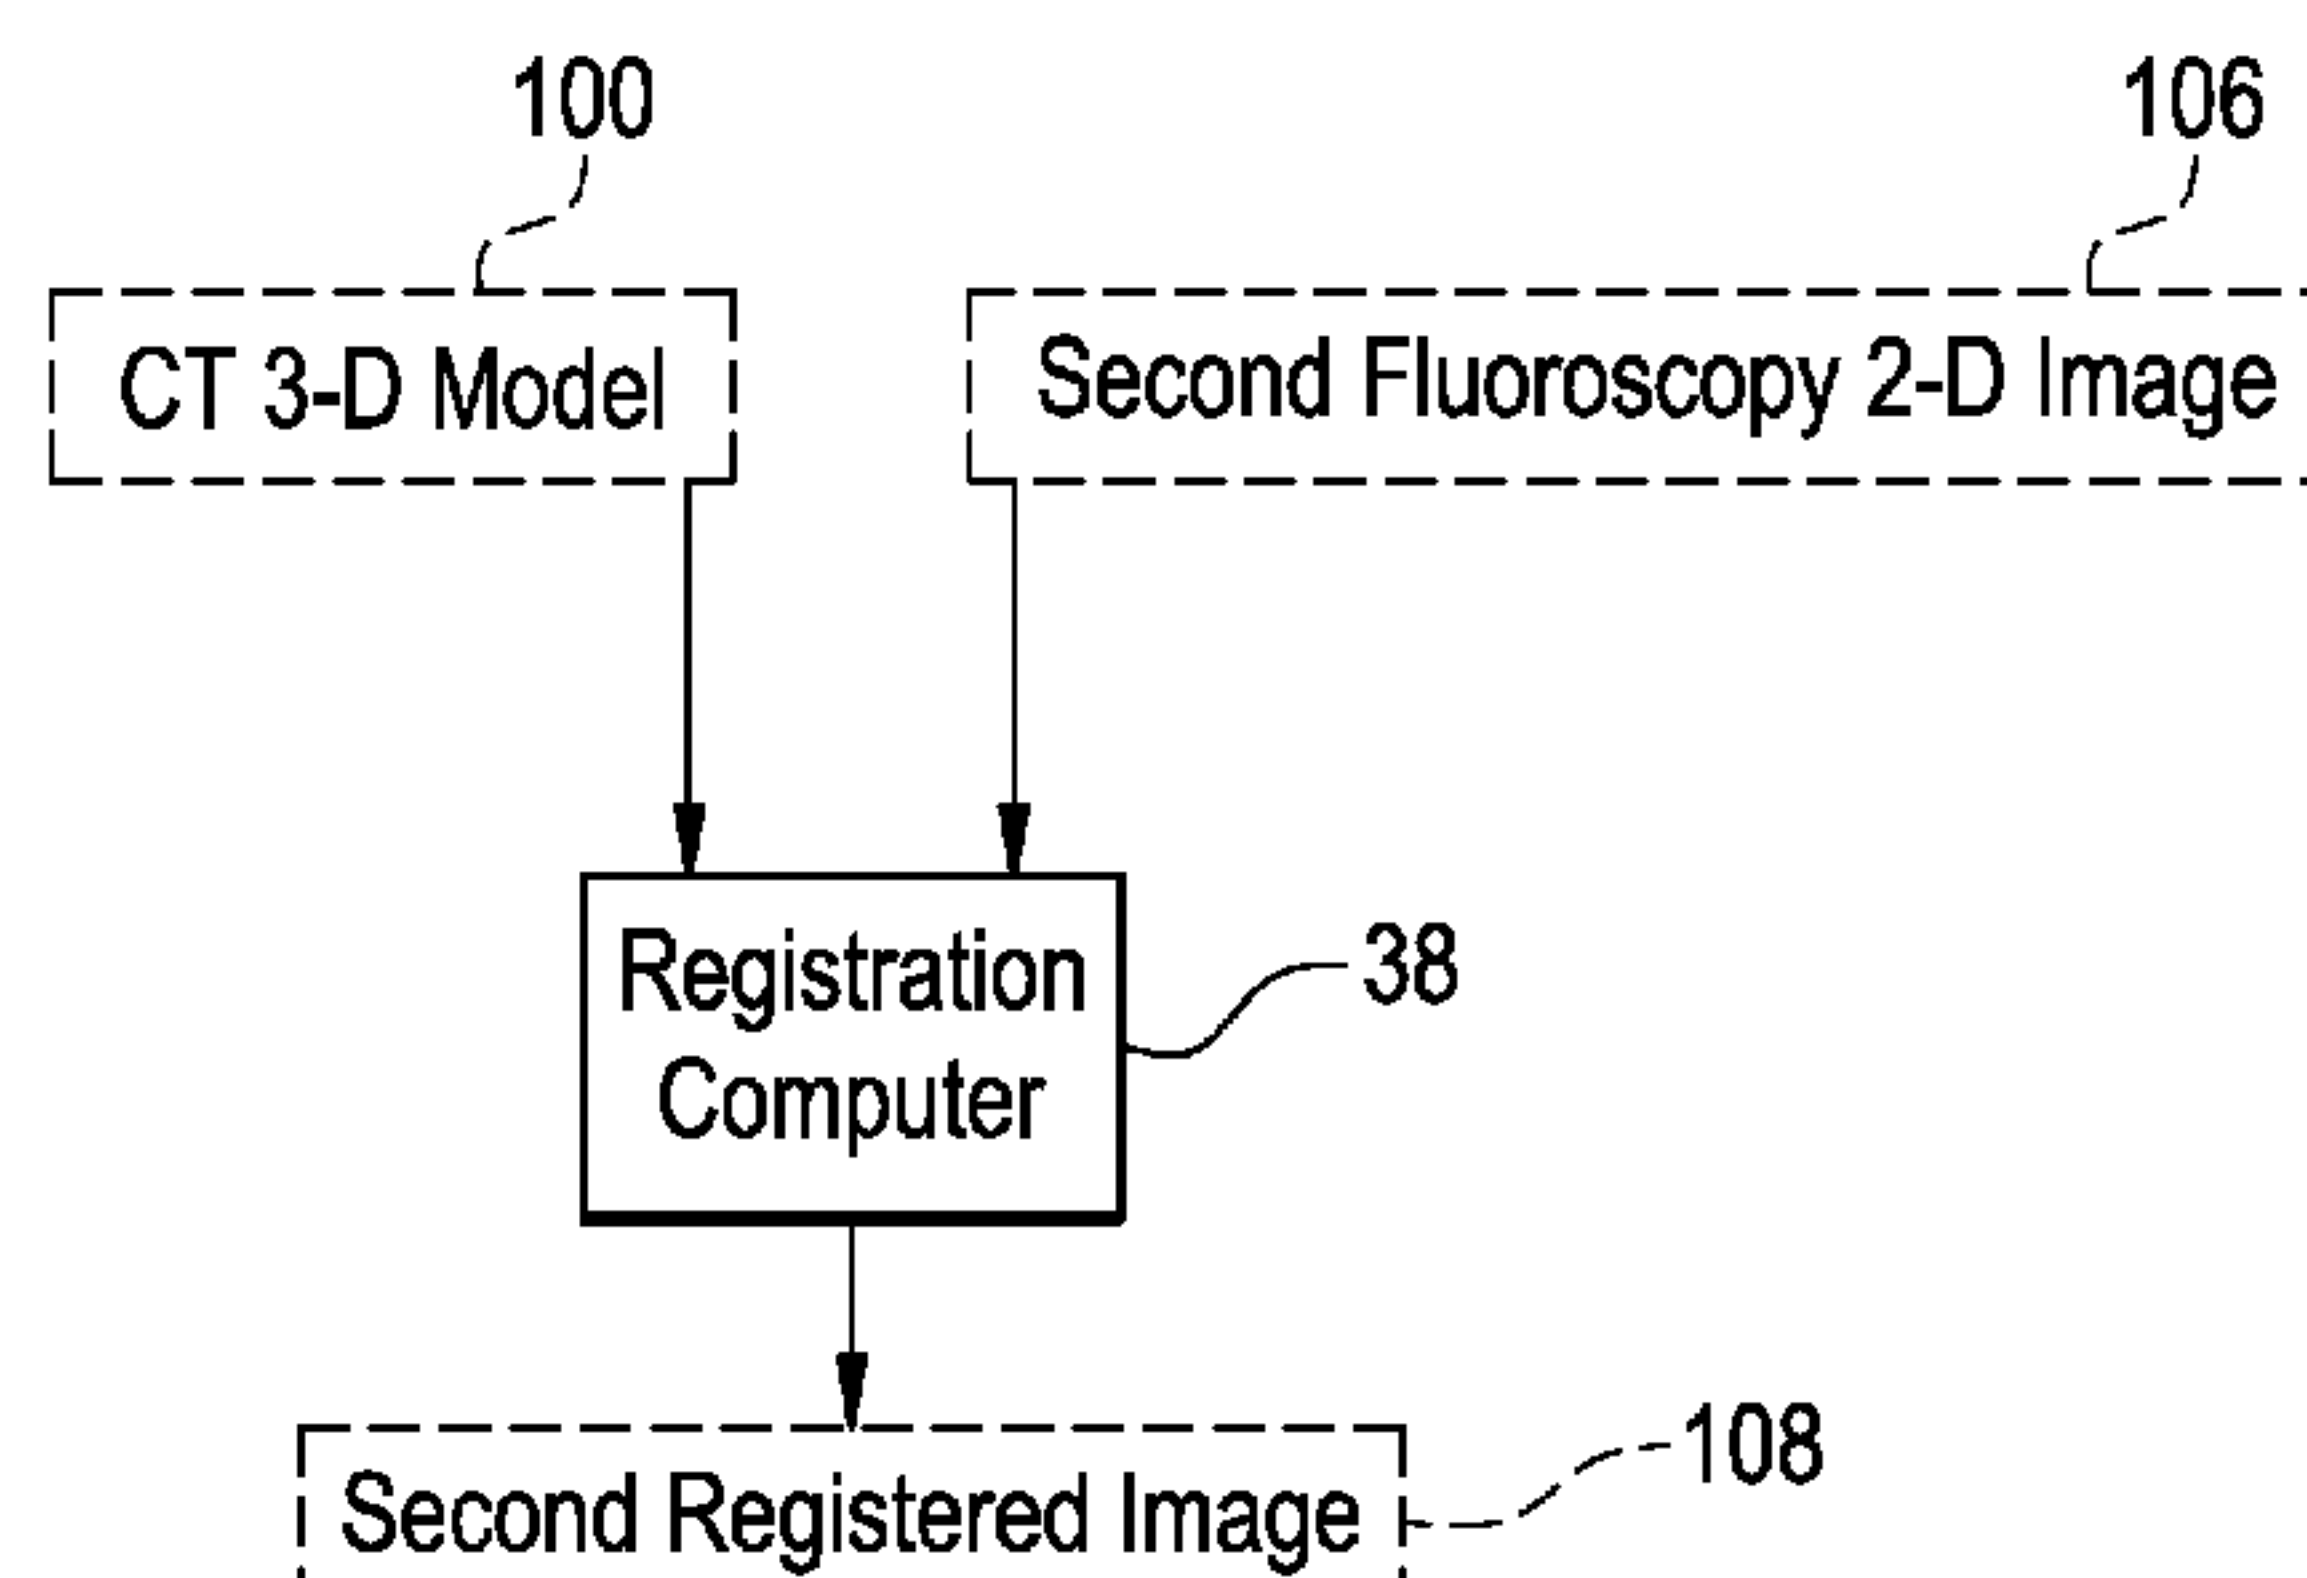 100
106
CT 3-D Model
Second Fluoroscopy 2-D Image
Registration
Computer
38
108
Second Registered Image